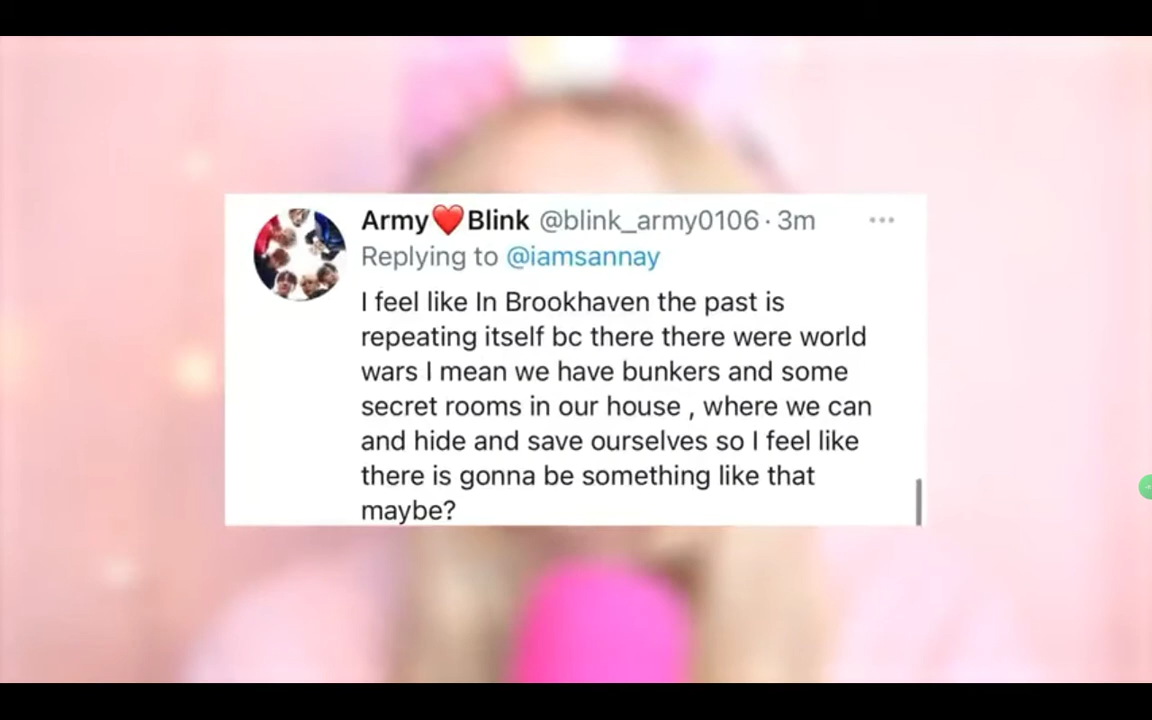 Army❤️Blink @blink_army0106 · 3m
Replying to @iamsannay
I feel like In Brookhaven the past is
repeating itself bc there there were world
wars I mean we have bunkers and some
secret rooms in our house , where we can
and hide and save ourselves so I feel like
there is gonna be something like that
maybe?